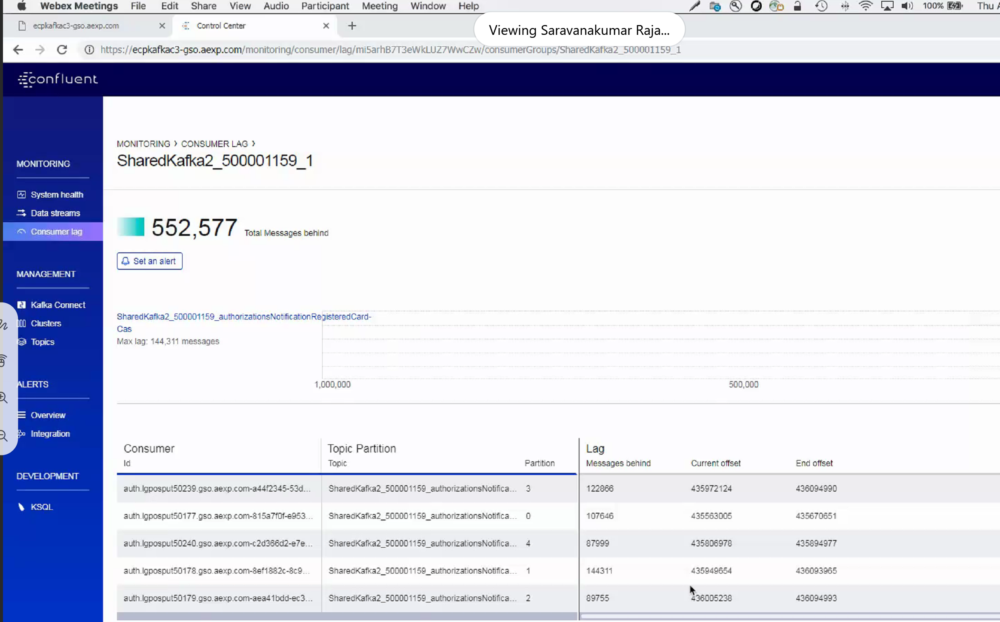 Webex Meetings File Edit Share View Audio Participant Meeting Window Help 100% Thu
ecpkafkac3-gso.aexp.com Control Center
Viewing Saravanakumar Raja...
https://ecpkafkac3-gso.aexp.com/monitoring/consumer/lag/mi5arhB7T3eWkLUZ7WwCZw/consumerGroups/SharedKafka2_500001159_1
confluent
MONITORING
System health
Data streams
Consumer lag
MANAGEMENT
Kafka Connect
Clusters
Topics
ALERTS
Overview
Integration
DEVELOPMENT
KSQL
MONITORING › CONSUMER LAG ›
SharedKafka2_500001159_1
552,577 Total Messages behind
Set an alert
SharedKafka2_500001159_authorizationsNotificationRegisteredCard-
Cas
Max lag: 144,311 messages
1,000,000 500,000
Consumer Topic Partition Lag
Id Topic Partition Messages behind Current offset End offset
auth.lgposput50239.gso.aexp.com-a44f2345-53d... SharedKafka2_500001159_authorizationsNotifica... 3 122866 435972124 436094990
auth.lgposput50177.gso.aexp.com-815a7f0f-e953... SharedKafka2_500001159_authorizationsNotifica... 0 107646 435563005 435670651
auth.lgposput50240.gso.aexp.com-c2d366d2-e7e... SharedKafka2_500001159_authorizationsNotifica... 4 87999 435806978 435894977
auth.lgposput50178.gso.aexp.com-8ef1882c-8c9... SharedKafka2_500001159_authorizationsNotifica... 1 144311 435949654 436093965
auth.lgposput50179.gso.aexp.com-aea41bdd-ec3... SharedKafka2_500001159_authorizationsNotifica... 2 89755 436005238 436094993